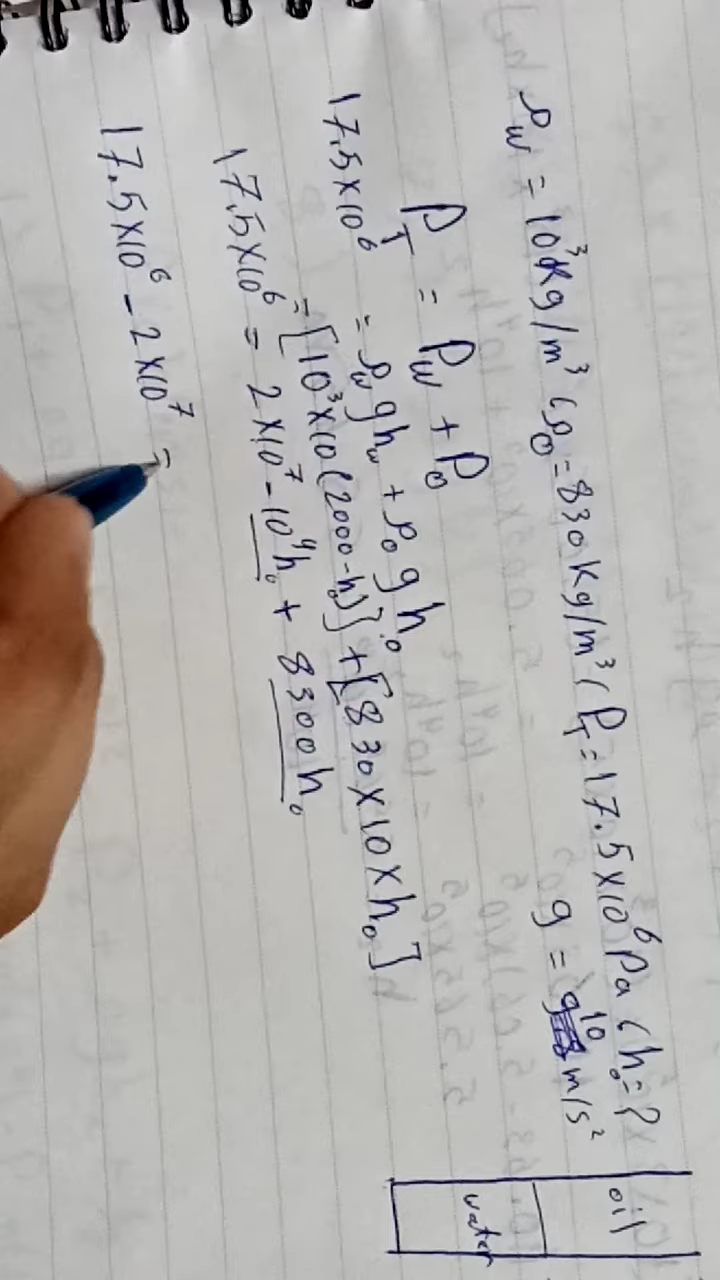 ρw = 10³ Kg/m³ ( ρo = 830 Kg/m³ ( PT = 17.5×10⁶ Pa ( ho = ?
g = 10 m/s²
PT = Pw + Po
17.5×10⁶ = ρw g hw + ρo g ho
= [10³×10(2000-ho)] + [830×10×ho]
17.5×10⁶ = 2×10⁷ - 10⁴ho + 8300ho
17.5×10⁶ - 2×10⁷ =
oil
water